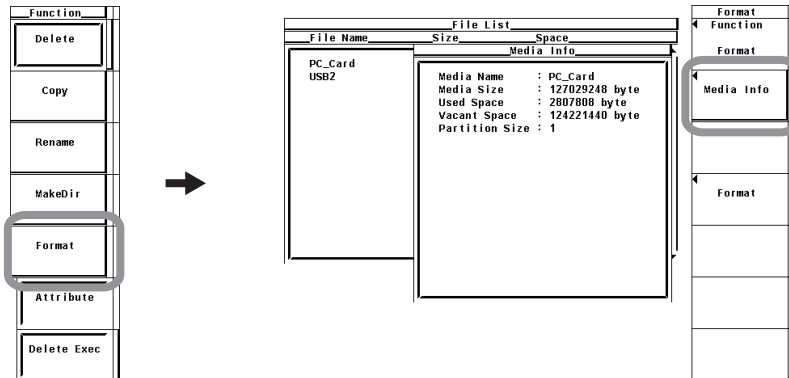 Function
Delete
Copy
Rename
MakeDir
Format
Attribute
Delete Exec
File List
File Name Size Space
PC_Card
USB2
Media Info
Media Name : PC_Card
Media Size : 127029248 byte
Used Space : 2807808 byte
Vacant Space : 124221440 byte
Partition Size : 1
Format
Function
Format
Media Info
Format